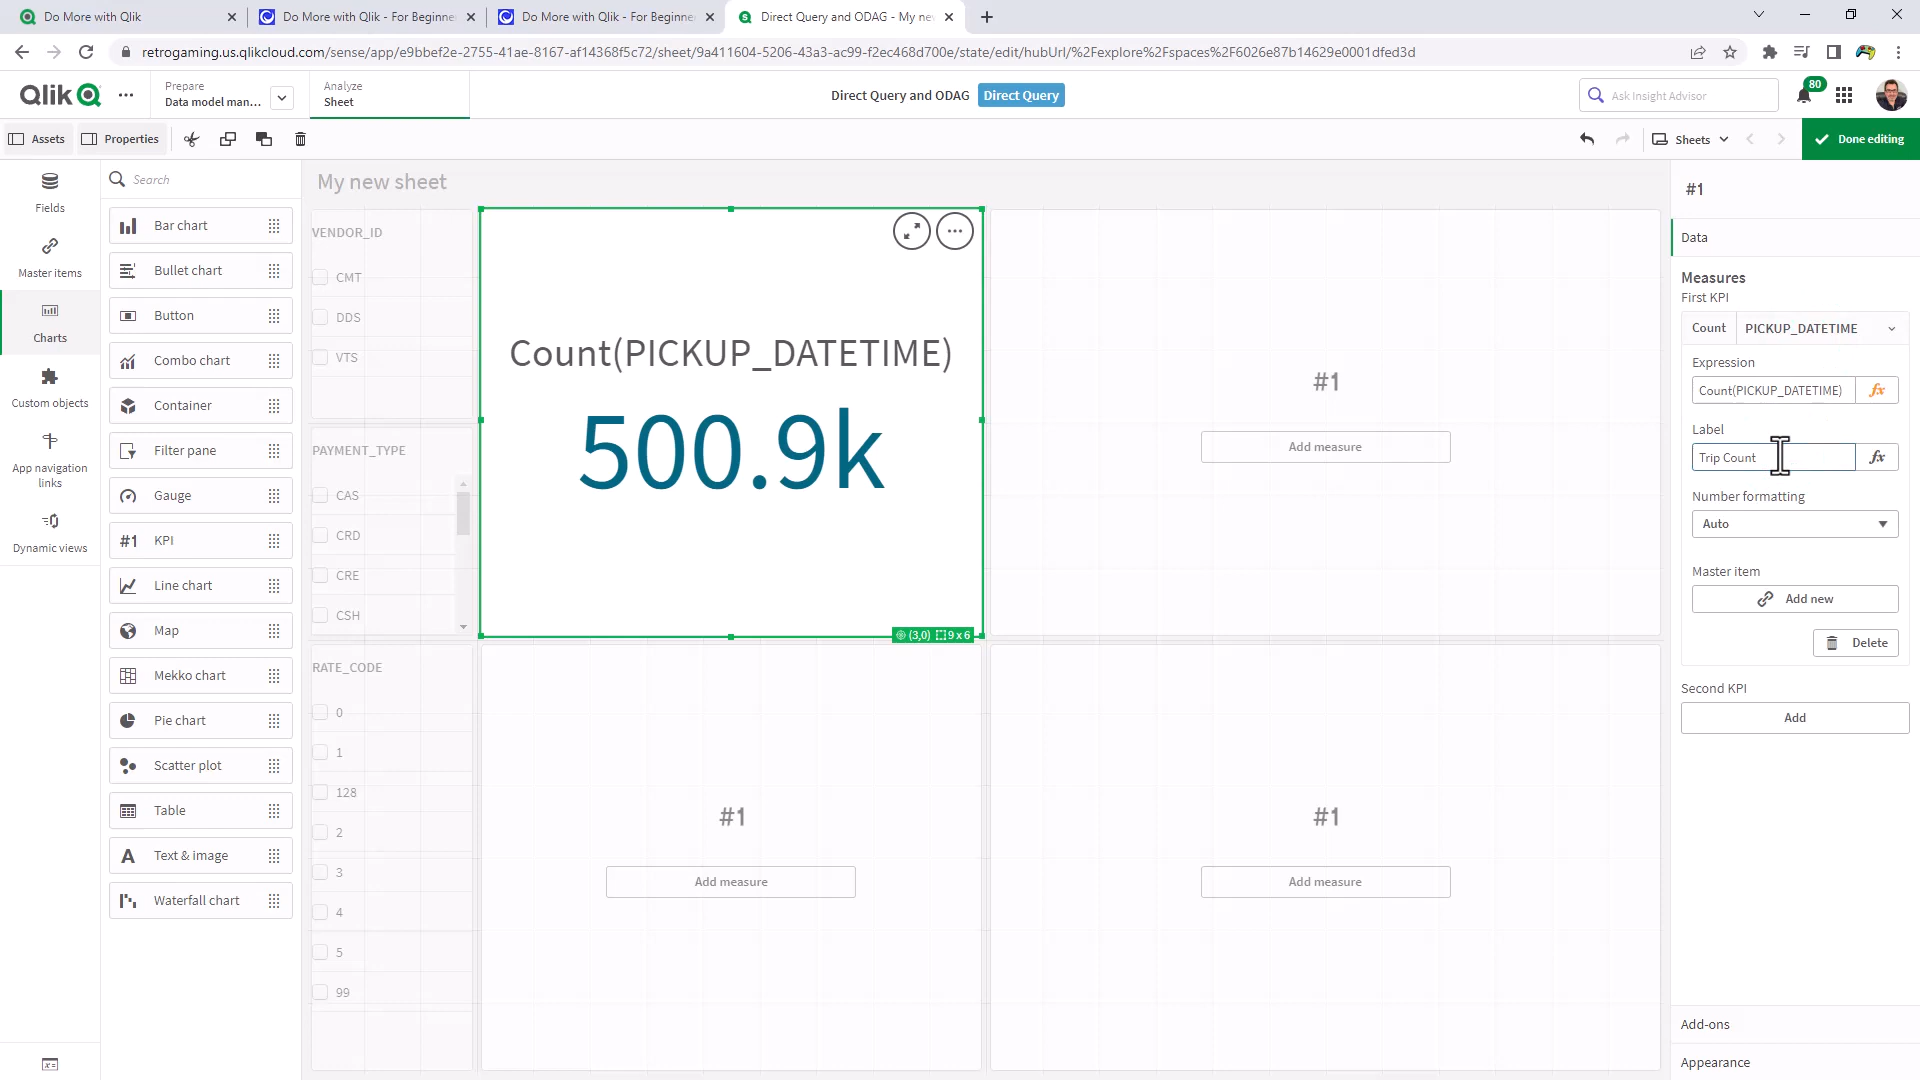 Do More with Qlik
Do More with Qlik - For Beginne
Do More with Qlik - For Beginne
Direct Query and ODAG - My ne
retrogaming.us.qlikcloud.com/sense/app/e9bbef2e-2755-41ae-8167-af14368f5c72/sheet/9a411604-5206-43a3-ac99-f2ec468d700e/state/edit/hubUrl/%2Fexplore%2Fspaces%2F6026e87b14629e0001dfed3d
Qlik
Prepare
Data model man...
Analyze
Sheet
Direct Query and ODAG
Direct Query
Ask Insight Advisor
80
Assets
Properties
Sheets
Done editing
Fields
Master items
Charts
Custom objects
App navigation
links
Dynamic views
Search
Bar chart
Bullet chart
Button
Combo chart
Container
Filter pane
Gauge
#1 KPI
Line chart
Map
Mekko chart
Pie chart
Scatter plot
Table
A Text & image
Waterfall chart
My new sheet
VENDOR_ID
CMT
DDS
VTS
PAYMENT_TYPE
CAS
CRD
CRE
CSH
RATE_CODE
0
1
128
2
3
4
5
99
Count(PICKUP_DATETIME)
500.9k
(3,0) 9 x 6
#1
Add measure
#1
Add measure
#1
Add measure
#1
Data
Measures
First KPI
Count PICKUP_DATETIME
Expression
Count(PICKUP_DATETIME)
fx
Label
Trip Count
fx
Number formatting
Auto
Master item
Add new
Delete
Second KPI
Add
Add-ons
Appearance